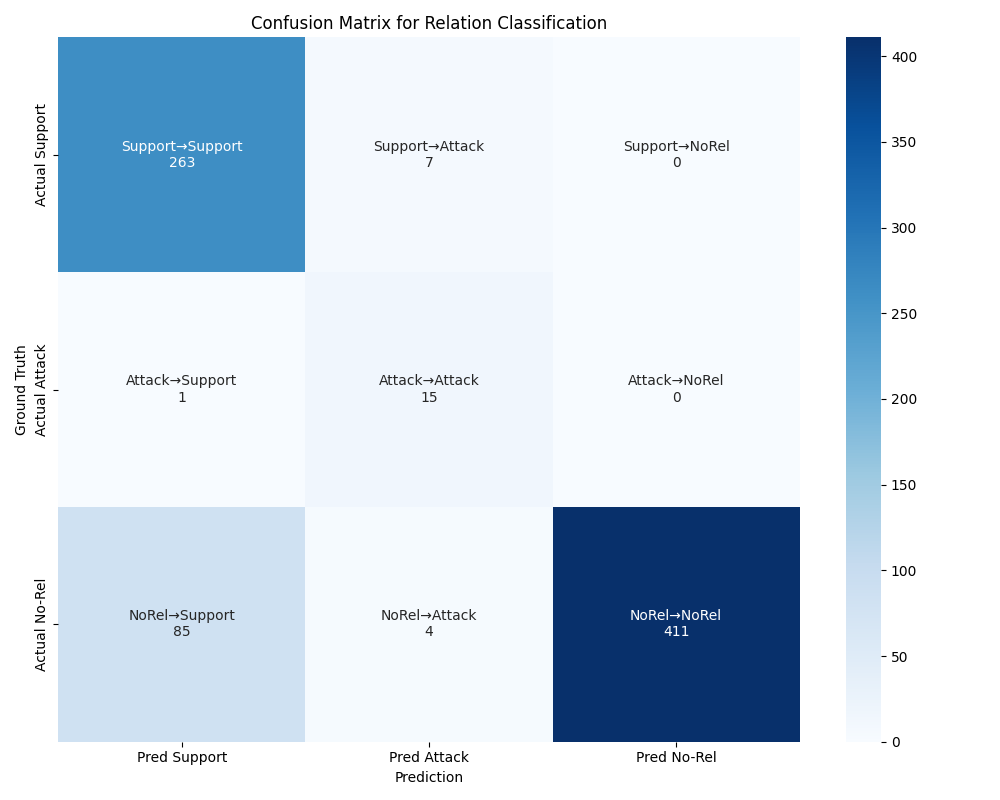 Confusion Matrix for Relation Classification
Ground Truth
Actual Support
Actual Attack
Actual No-Rel
Support→Support
263
Support→Attack
7
Support→NoRel
0
Attack→Support
1
Attack→Attack
15
Attack→NoRel
0
NoRel→Support
85
NoRel→Attack
4
NoRel→NoRel
411
Pred Support
Pred Attack
Pred No-Rel
Prediction
400
350
300
250
200
150
100
50
0